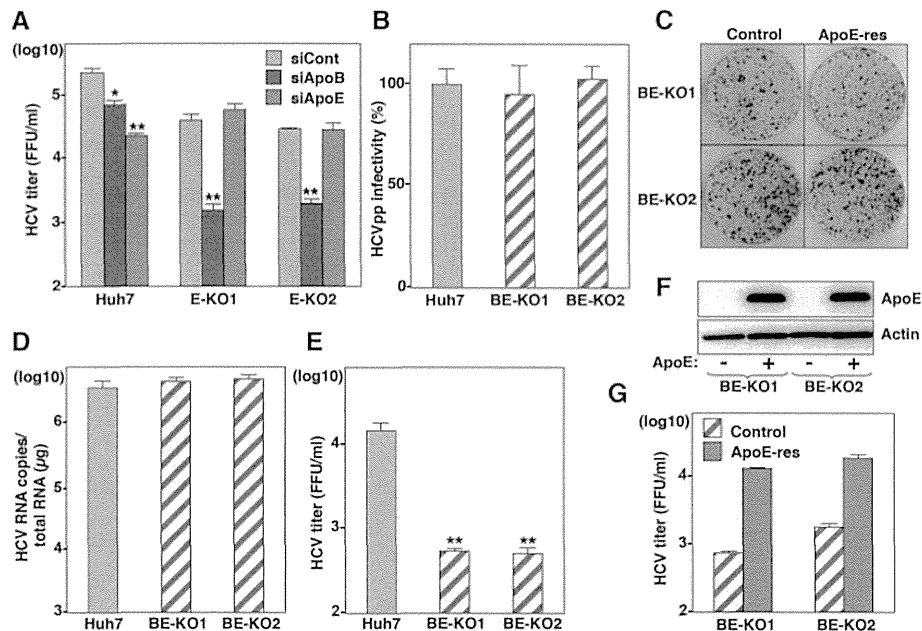 A
(log10)
HCV titer (FFU/ml)
5
4
3
2
siCont
siApoB
siApoE
*
**
**
**
Huh7
E-KO1
E-KO2
B
HCVpp infectivity (%)
100
50
0
Huh7
BE-KO1
BE-KO2
C
Control
ApoE-res
BE-KO1
BE-KO2
D
(log10)
HCV RNA copies/
total RNA (µg)
6
5
4
3
Huh7
BE-KO1
BE-KO2
E
(log10)
HCV titer (FFU/ml)
4
3
2
**
**
Huh7
BE-KO1
BE-KO2
F
ApoE
Actin
ApoE: - + - +
BE-KO1 BE-KO2
G
(log10)
HCV titer (FFU/ml)
4
3
2
Control
ApoE-res
BE-KO1
BE-KO2